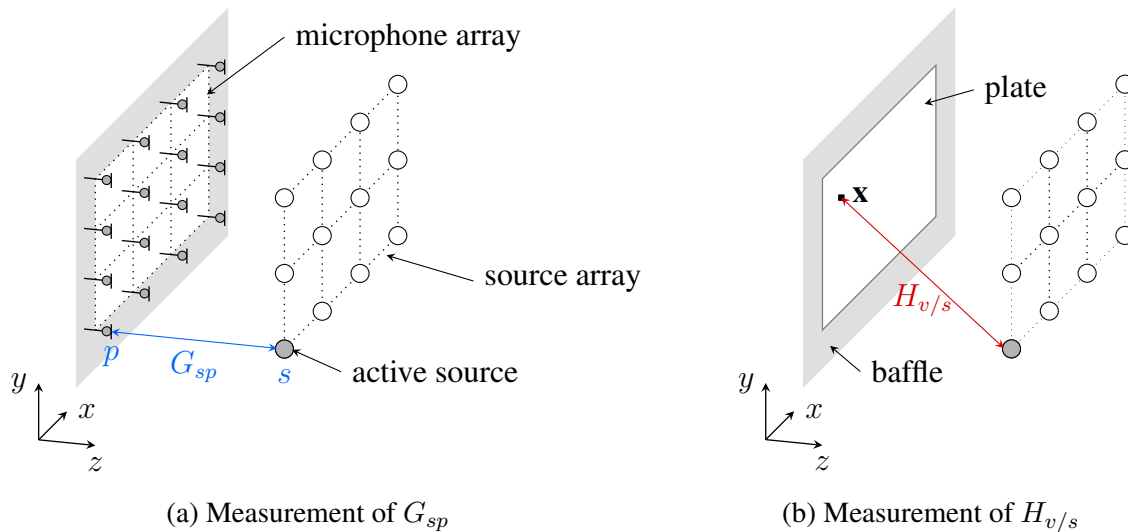 microphone array
source array
p
G_{sp}
s
active source
y
x
z
(a) Measurement of G_{sp}
plate
x
H_{v/s}
baffle
y
x
z
(b) Measurement of H_{v/s}